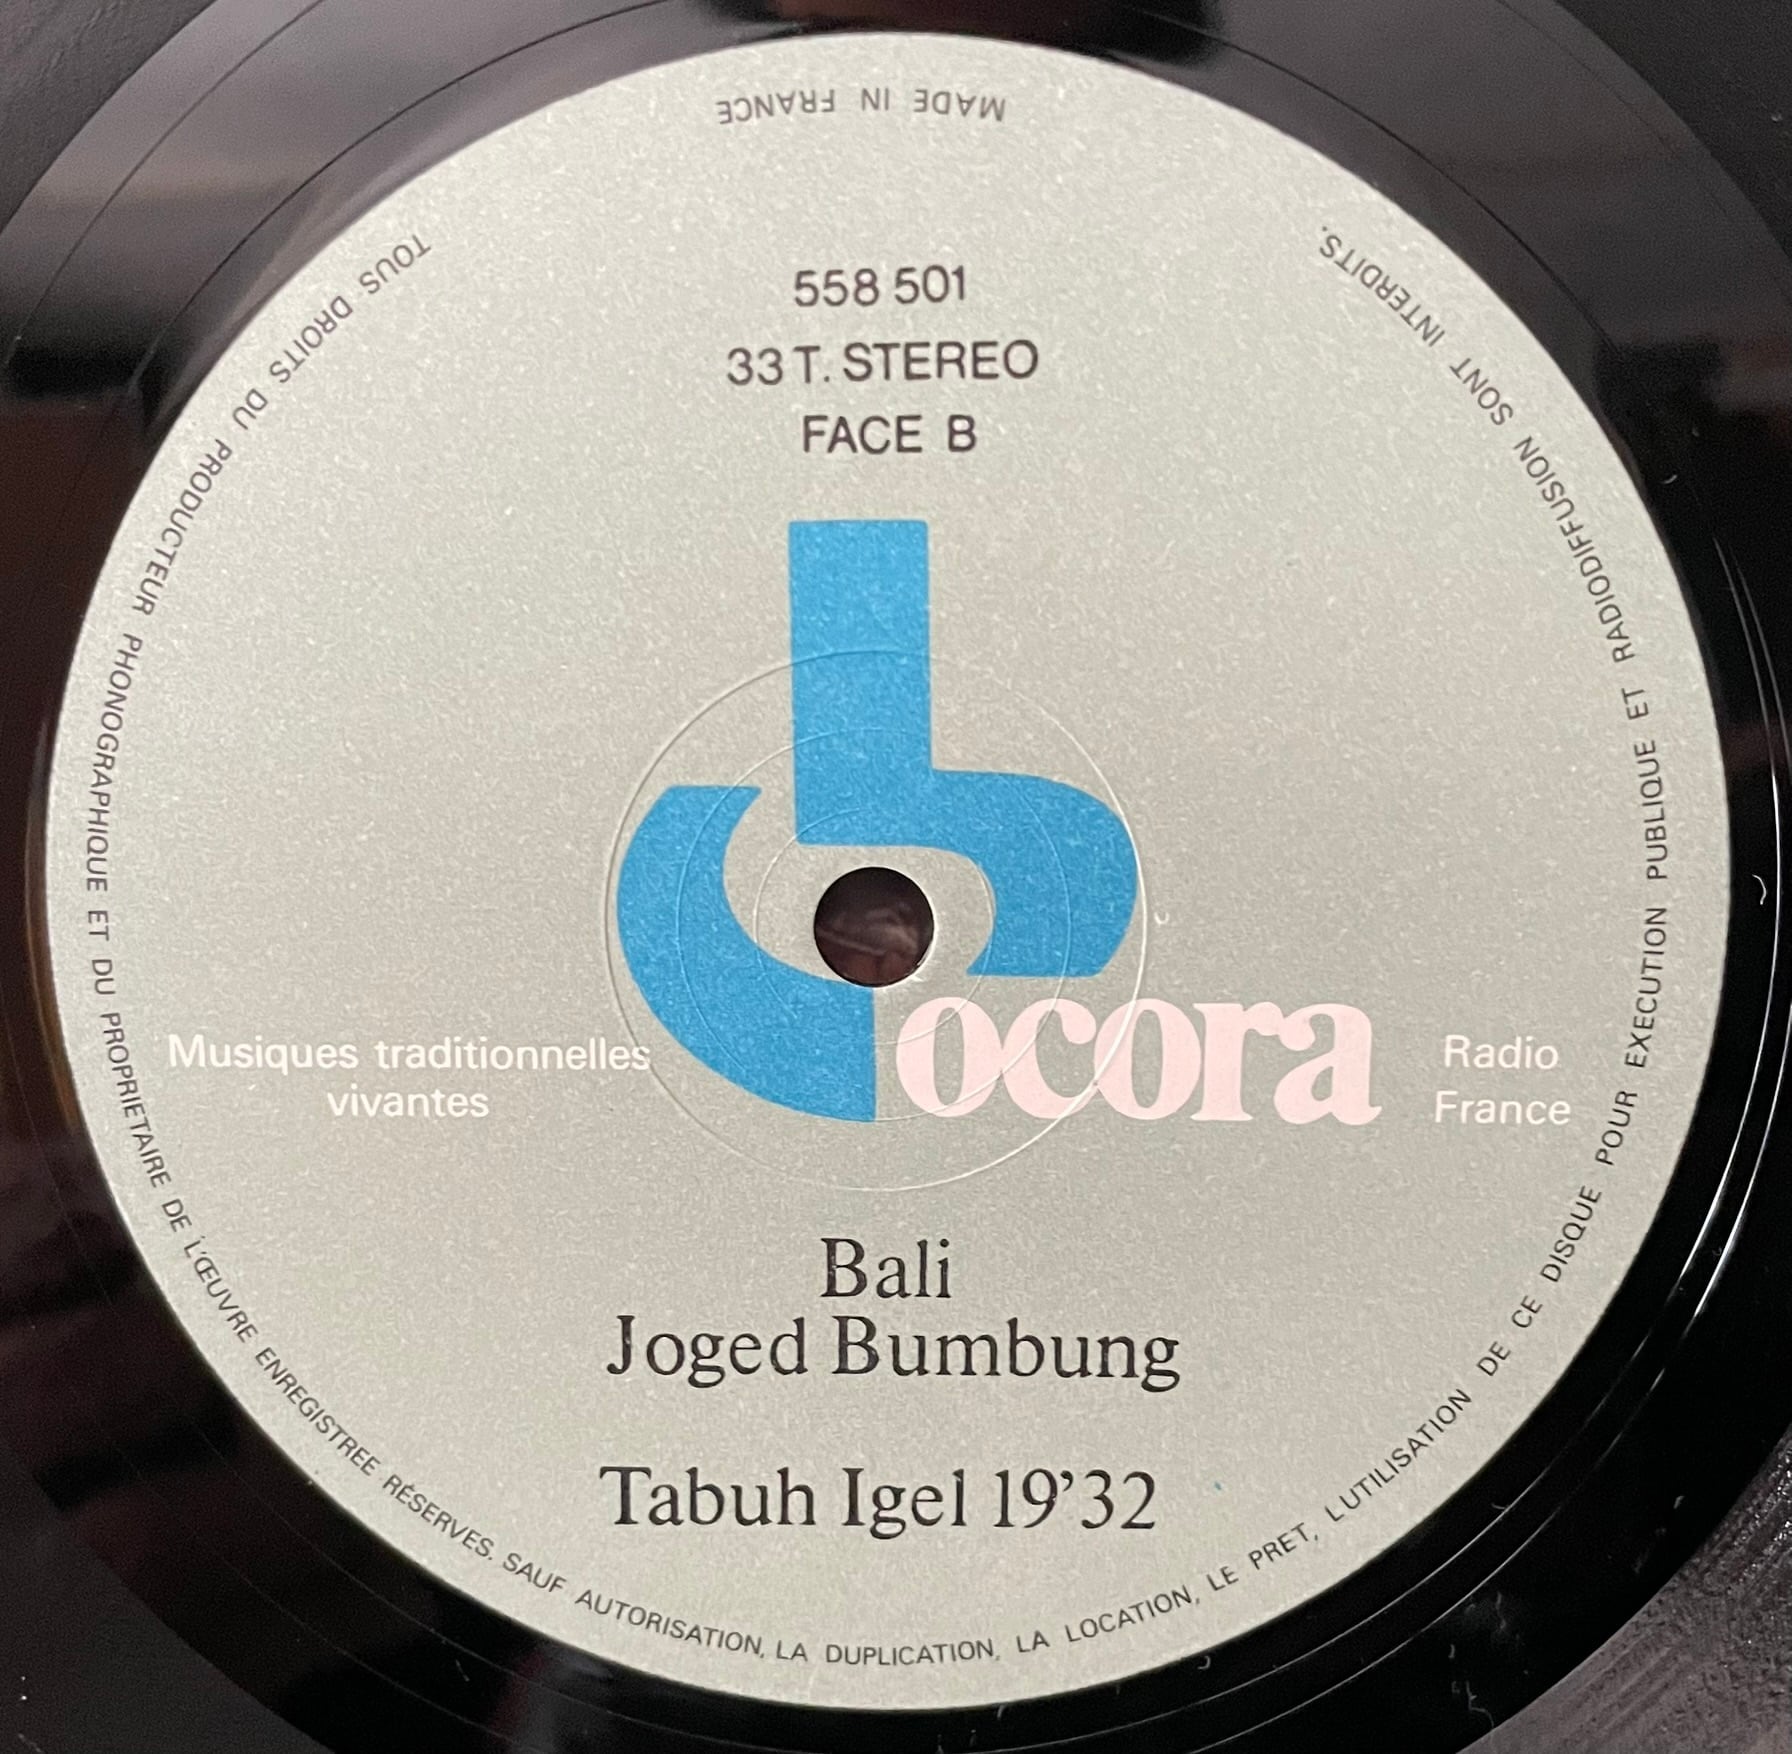 558 501
33 T. STEREO
FACE B
Musiques traditionnelles
vivantes
ocora
Radio
France
Bali
Joged Bumbung
Tabuh Igel 19’32
TOUS DROITS DU PRODUCTEUR PHONOGRAPHIQUE ET DU PROPRIETAIRE DE L'ŒUVRE ENREGISTREE RÉSERVES. SAUF AUTORISATION, LA DUPLICATION, LA LOCATION, LE PRET, L'UTILISATION DE CE DISQUE POUR EXECUTION PUBLIQUE ET RADIODIFFUSION SONT INTERDITS.
MADE IN FRANCE